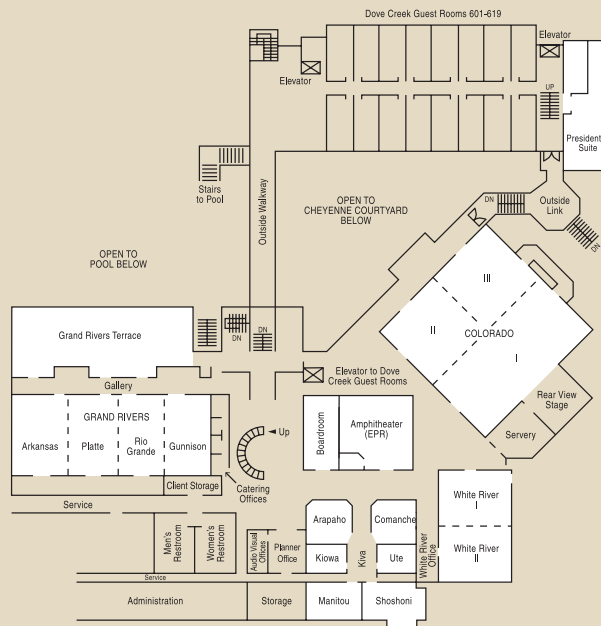 Dove Creek Guest Rooms 601-619
Elevator
Elevator
UP
President
Suite
Stairs
to Pool
Outside Walkway
OPEN TO
CHEYENNE COURTYARD
BELOW
DN
Outside
Link
DN
OPEN TO
POOL BELOW
III
II
COLORADO
I
Grand Rivers Terrace
DN
DN
Elevator to Dove
Creek Guest Rooms
Gallery
Rear View
Stage
Servery
GRAND RIVERS
Arkansas
Platte
Rio
Grande
Gunnison
Up
Boardroom
Amphitheater
(EPR)
Client Storage
Catering
Offices
Service
White River
I
White River
II
Men's
Restroom
Women's
Restroom
Audio Visual
Offices
Planner
Office
Arapaho
Comanche
Kiowa
Kiva
Ute
White River
Office
Service
Administration
Storage
Manitou
Shoshoni